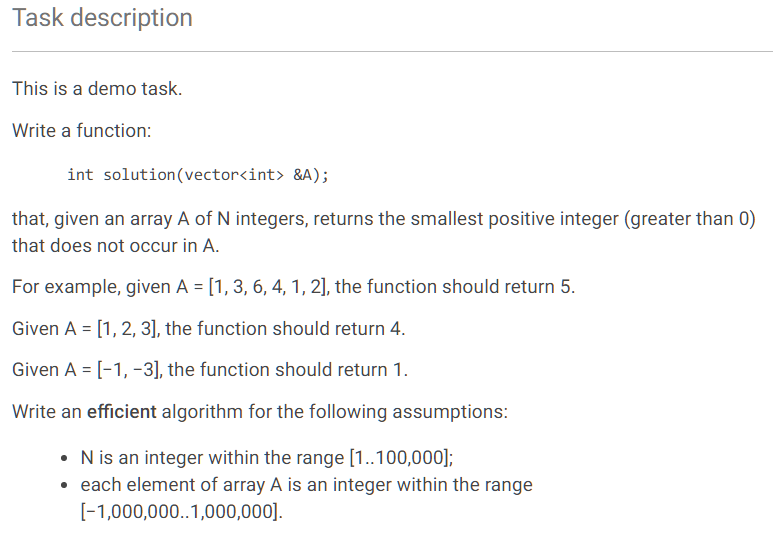 Task description
This is a demo task.
Write a function:
int solution(vector<int> &A);
that, given an array A of N integers, returns the smallest positive integer (greater than 0)
that does not occur in A.
For example, given A = [1, 3, 6, 4, 1, 2], the function should return 5.
Given A = [1, 2, 3], the function should return 4.
Given A = [−1, −3], the function should return 1.
Write an efficient algorithm for the following assumptions:
• N is an integer within the range [1..100,000];
• each element of array A is an integer within the range
[−1,000,000..1,000,000].